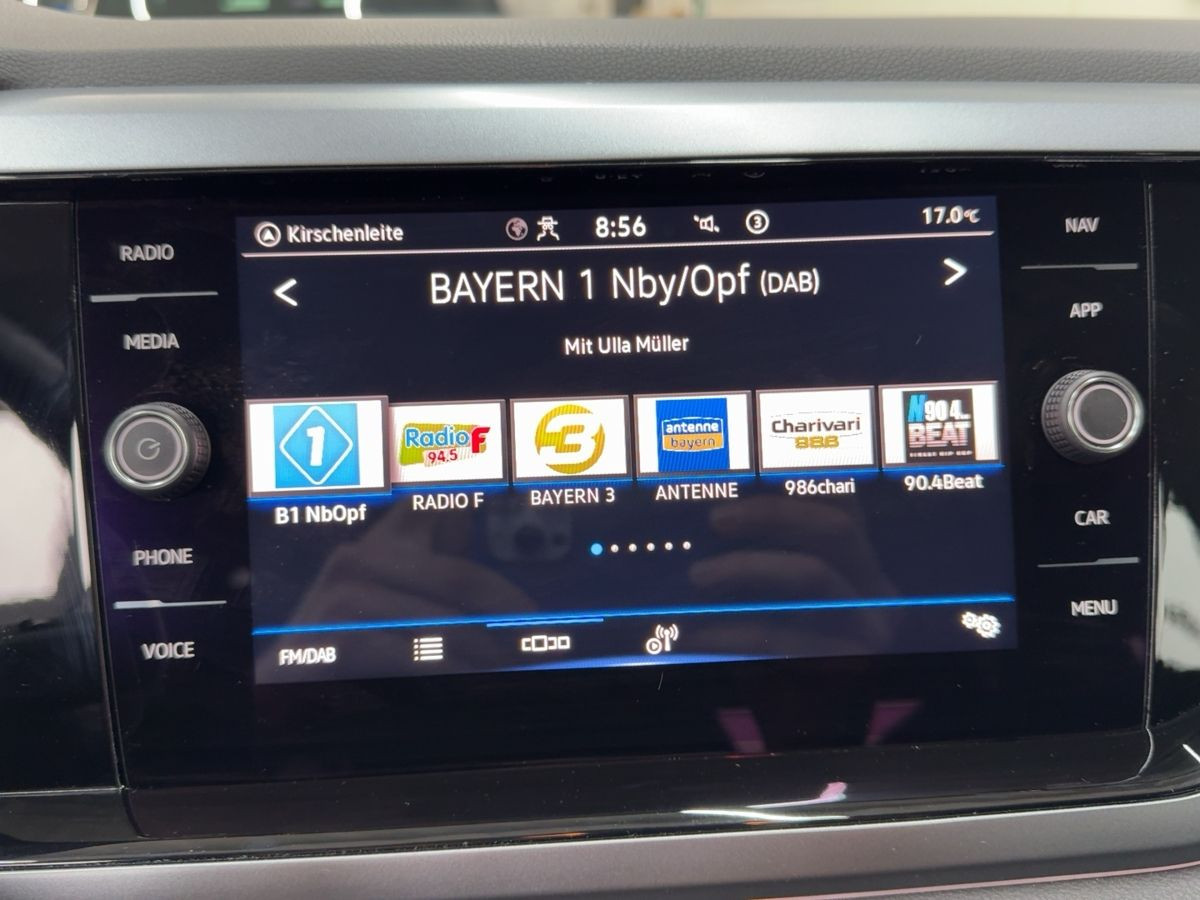 RADIO
MEDIA
PHONE
VOICE
Kirschenleite
8:56
3
17.0°C
< BAYERN 1 Nby/Opf (DAB) >
Mit Ulla Müller
1
Radio F
94.5
3
antenne
bayern
Charivari
98.6
N90 4...
BEAT
B1 NbOpf
RADIO F
BAYERN 3
ANTENNE
986chari
90.4Beat
FM/DAB
NAV
APP
CAR
MENU